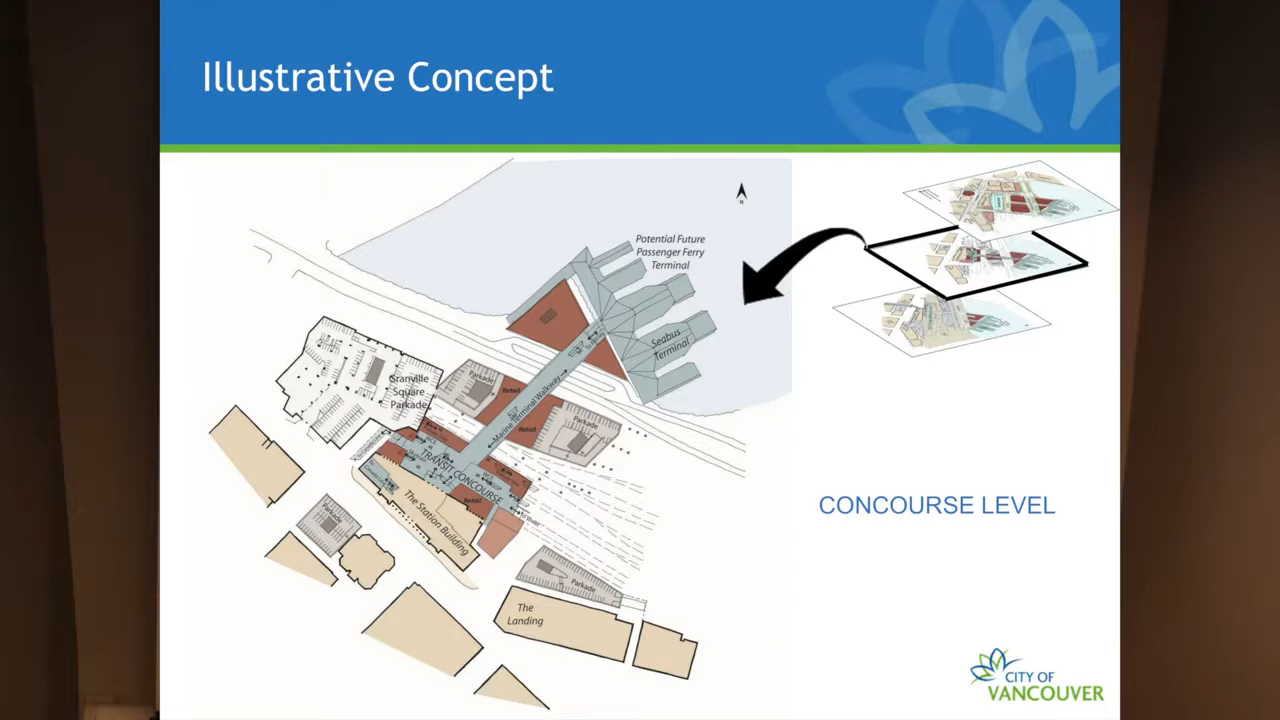 Illustrative Concept
N
Potential Future
Passenger Ferry
Terminal
Seabus
Terminal
Marine Terminal Walkway
Granville
Square
Parkade
Parkade
Retail
Retail
Parkade
TRANSIT CONCOURSE
Retail
The Station Building
Parkade
Parkade
The
Landing
CONCOURSE LEVEL
CITY OF
VANCOUVER